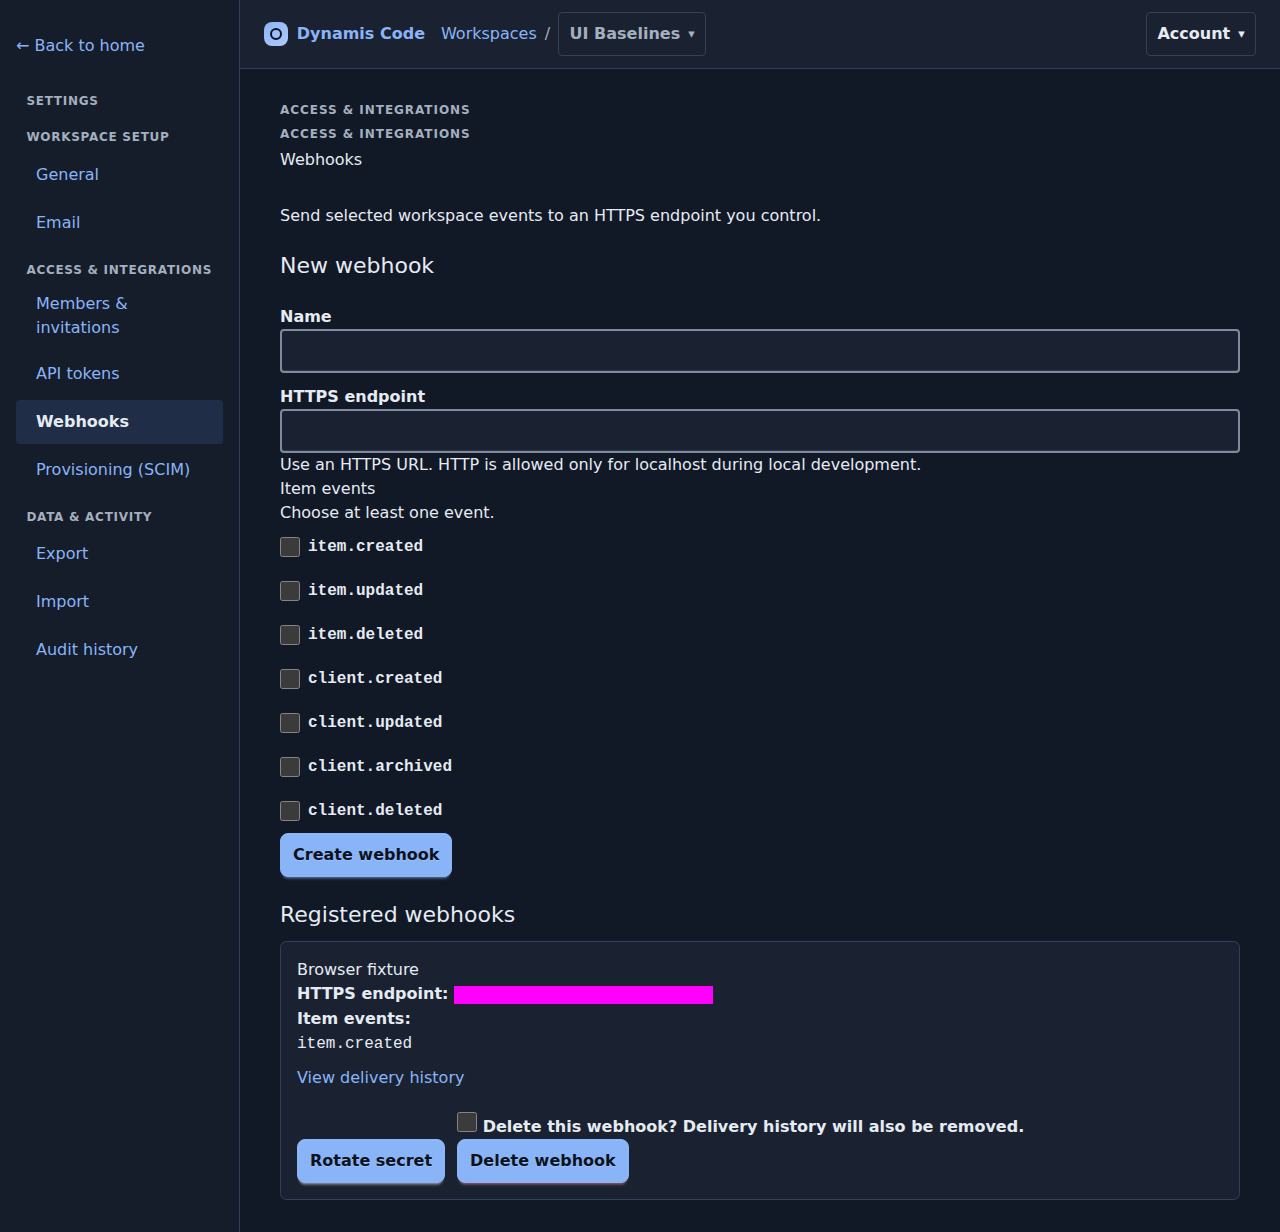 ← Back to home
SETTINGS
WORKSPACE SETUP
General
Email
ACCESS & INTEGRATIONS
Members &
invitations
API tokens
Webhooks
Provisioning (SCIM)
DATA & ACTIVITY
Export
Import
Audit history
Dynamis Code Workspaces / UI Baselines ▾
Account ▾
ACCESS & INTEGRATIONS
ACCESS & INTEGRATIONS
Webhooks
Send selected workspace events to an HTTPS endpoint you control.
New webhook
Name
HTTPS endpoint
Use an HTTPS URL. HTTP is allowed only for localhost during local development.
Item events
Choose at least one event.
item.created
item.updated
item.deleted
client.created
client.updated
client.archived
client.deleted
Create webhook
Registered webhooks
Browser fixture
HTTPS endpoint:
Item events:
item.created
View delivery history
Delete this webhook? Delivery history will also be removed.
Rotate secret Delete webhook